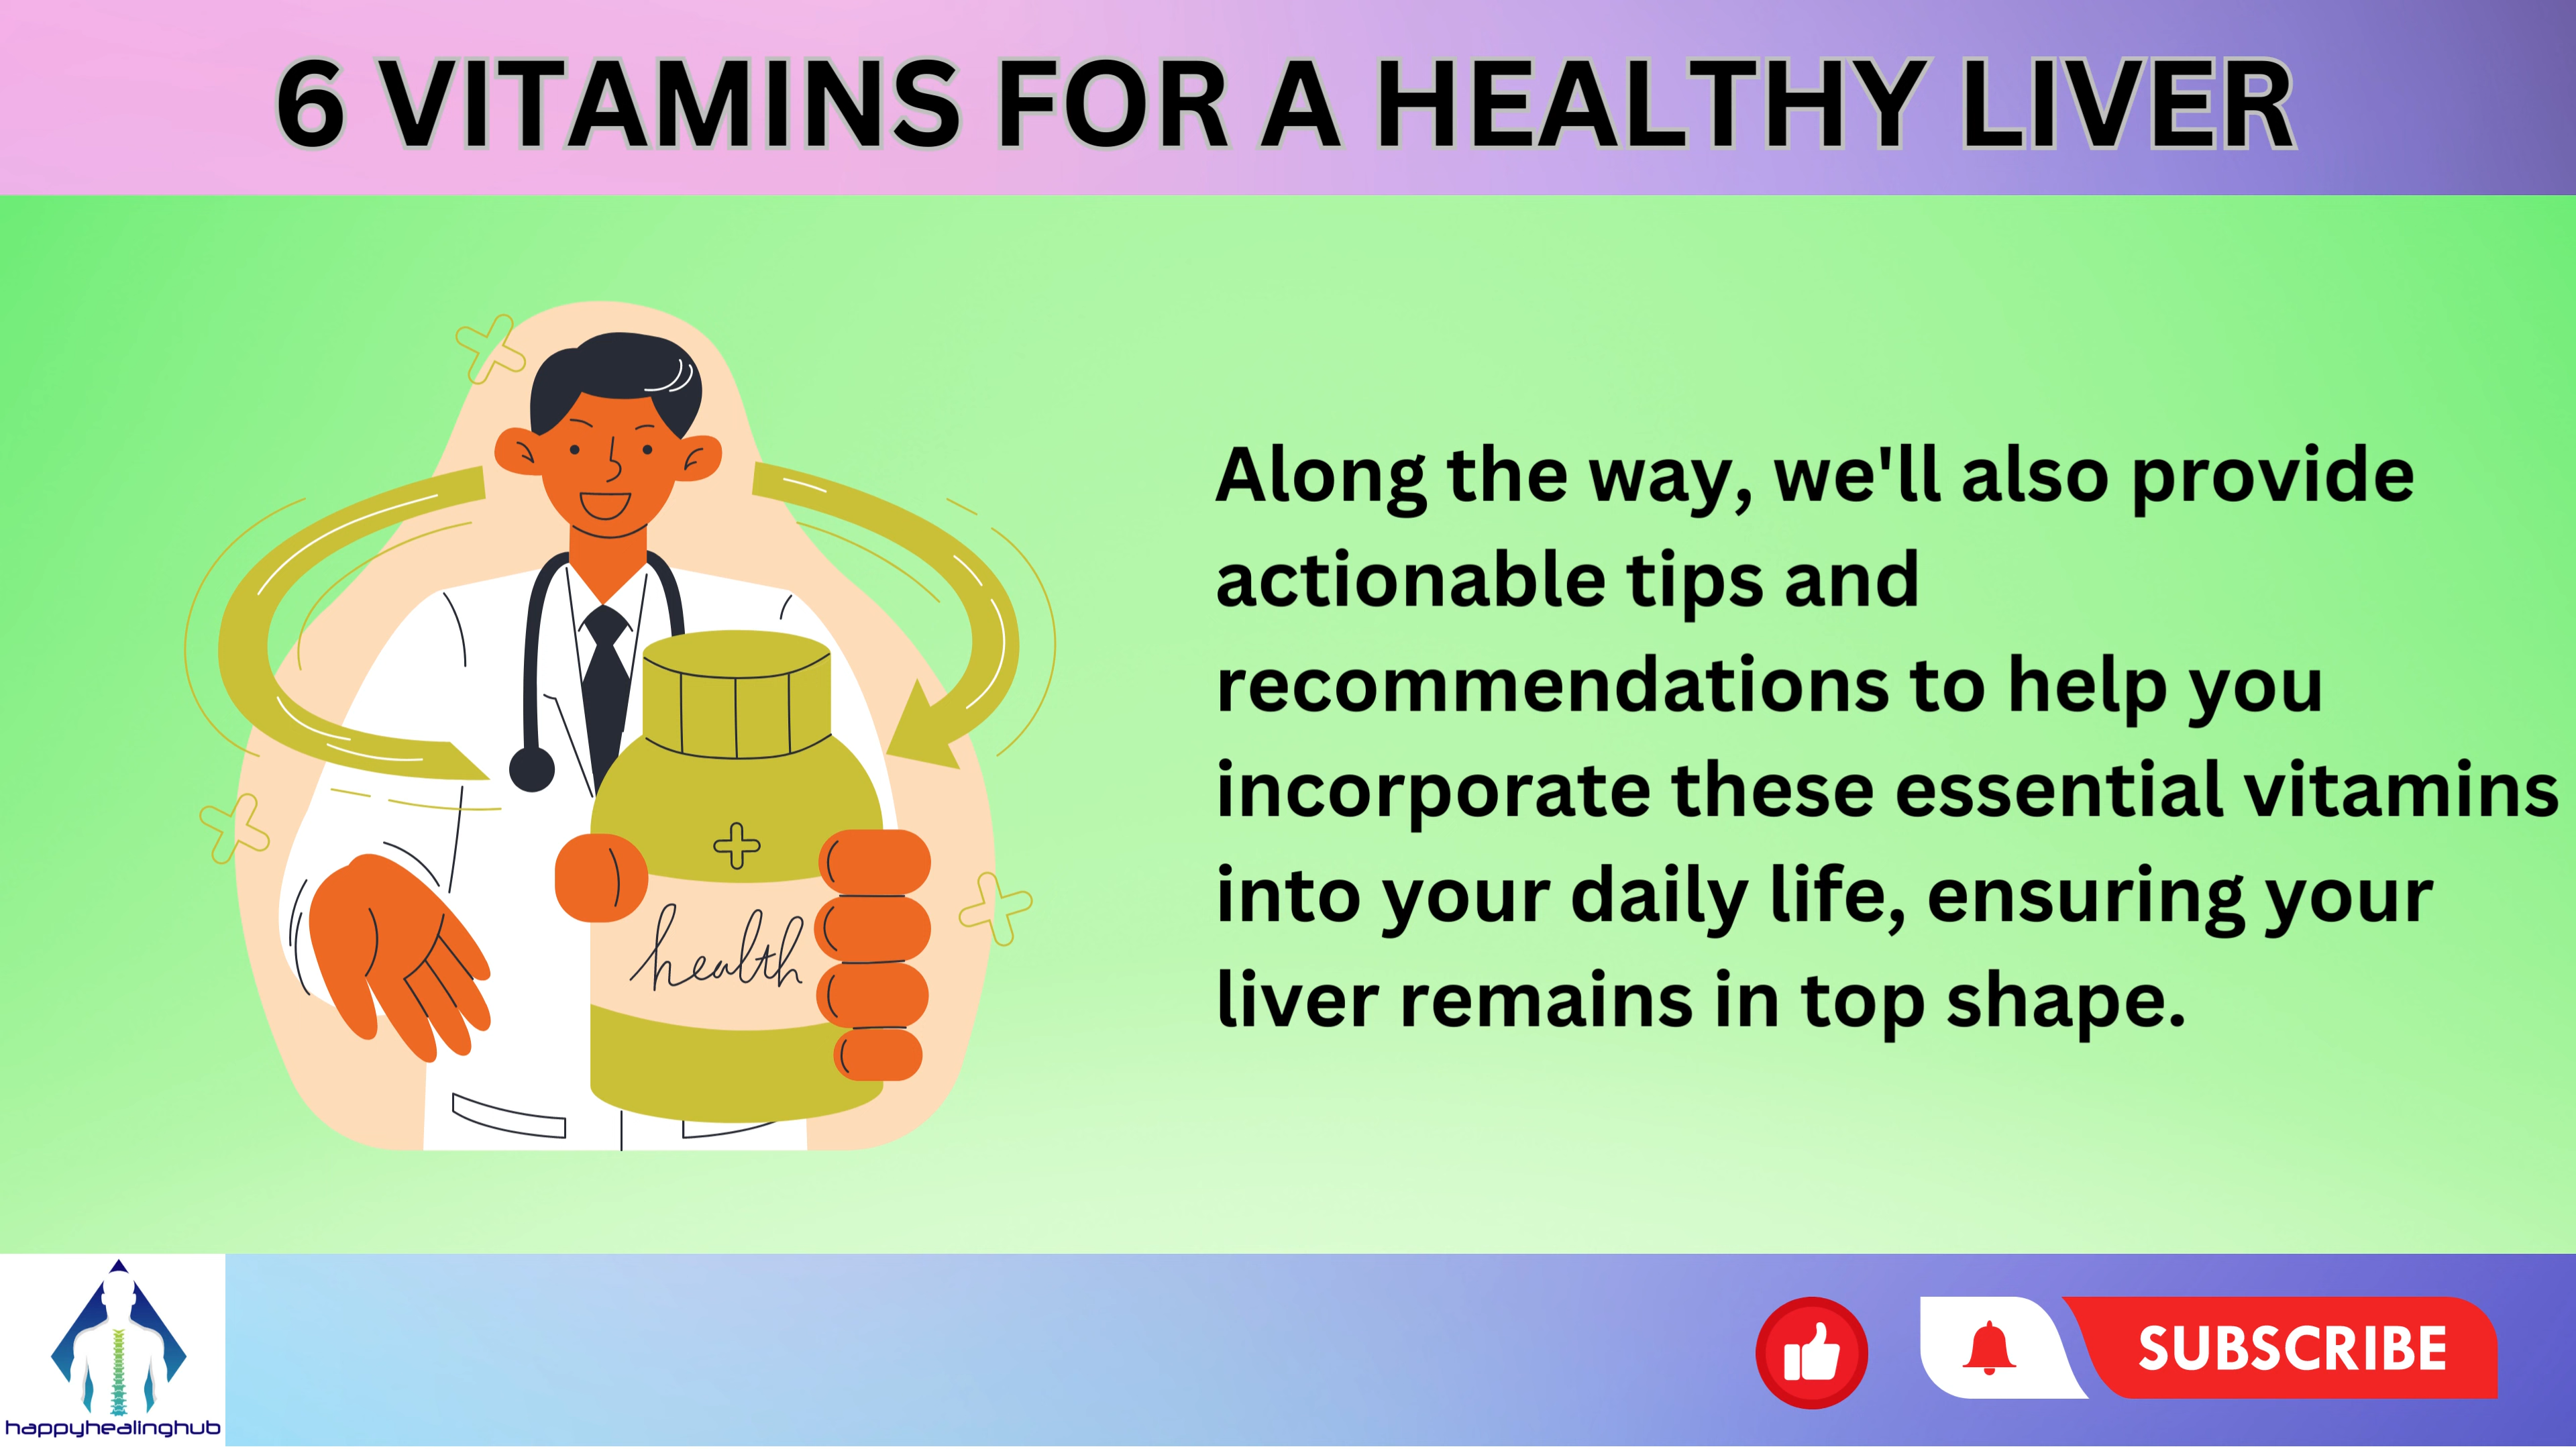 6 VITAMINS FOR A HEALTHY LIVER
Along the way, we'll also provide
actionable tips and
recommendations to help you
incorporate these essential vitamins
into your daily life, ensuring your
liver remains in top shape.
health
happyhealinghub
SUBSCRIBE